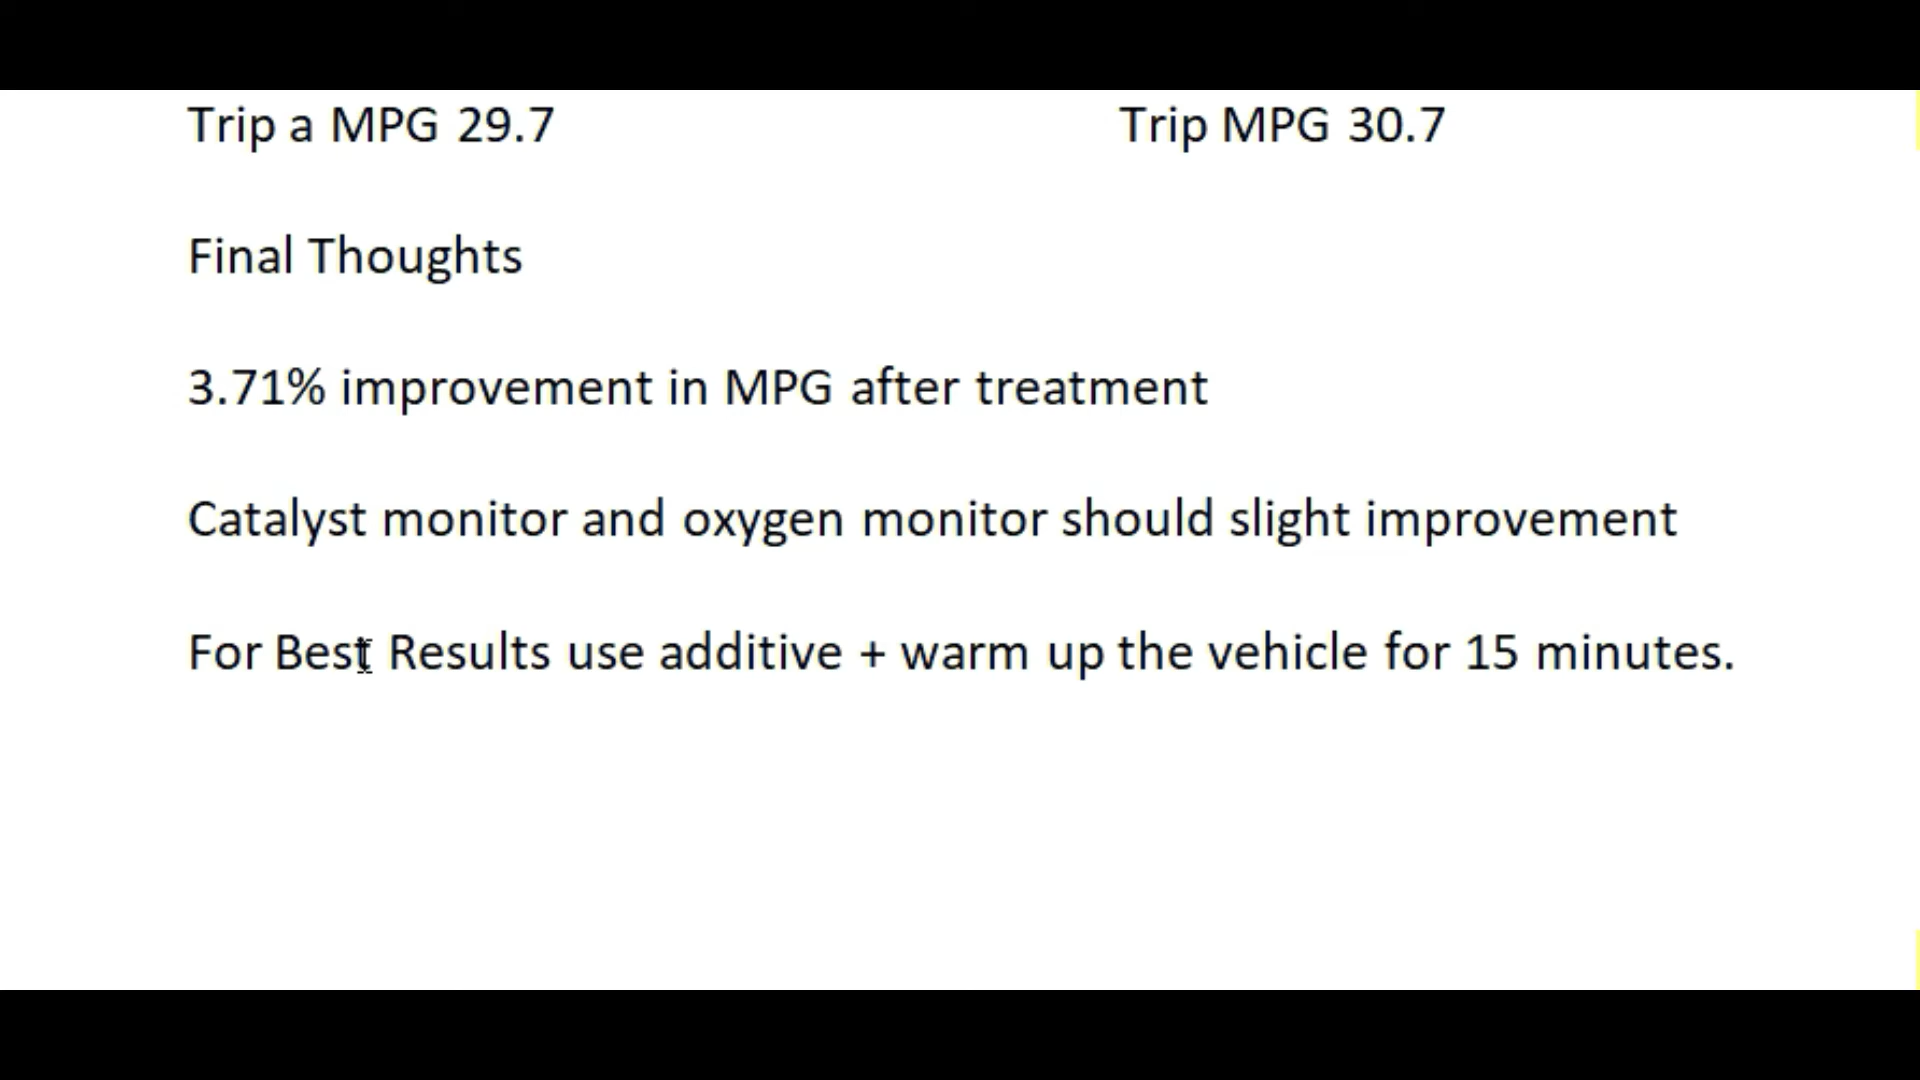 Trip a MPG 29.7 Trip MPG 30.7
Final Thoughts
3.71% improvement in MPG after treatment
Catalyst monitor and oxygen monitor should slight improvement
For Best Results use additive + warm up the vehicle for 15 minutes.